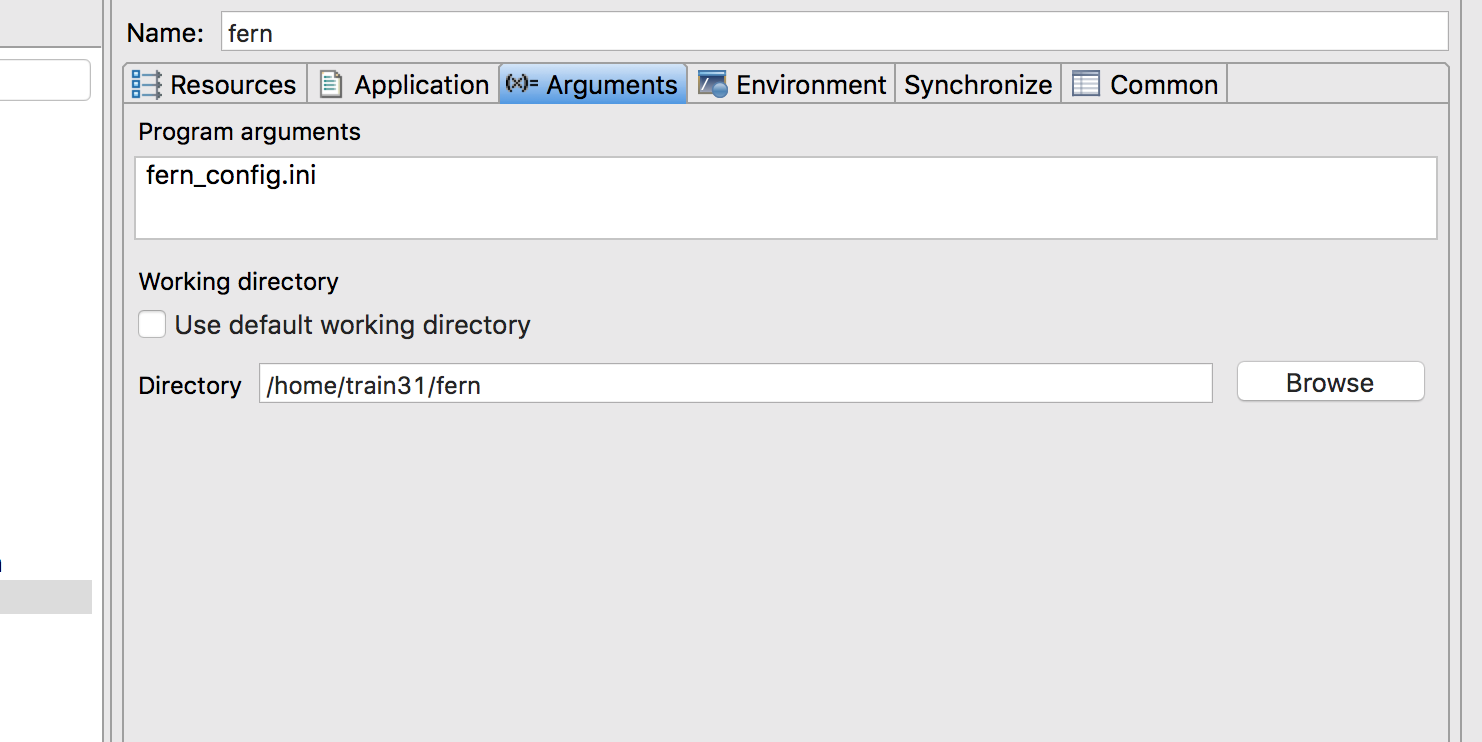 Name: fern
Resources Application (x)= Arguments Environment Synchronize Common
Program arguments
fern_config.ini
Working directory
Use default working directory
Directory /home/train31/fern Browse